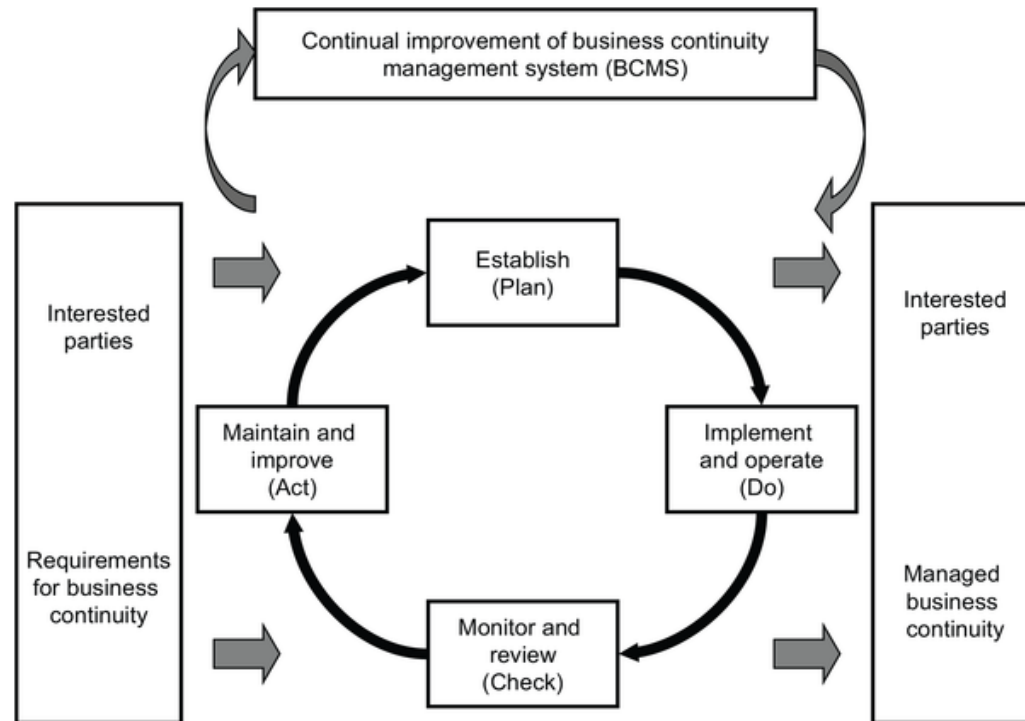 Continual improvement of business continuity
management system (BCMS)
Establish
(Plan)
Interested
parties
Interested
parties
Maintain and
improve
(Act)
Implement
and operate
(Do)
Requirements
for business
continuity
Managed
business
continuity
Monitor and
review
(Check)